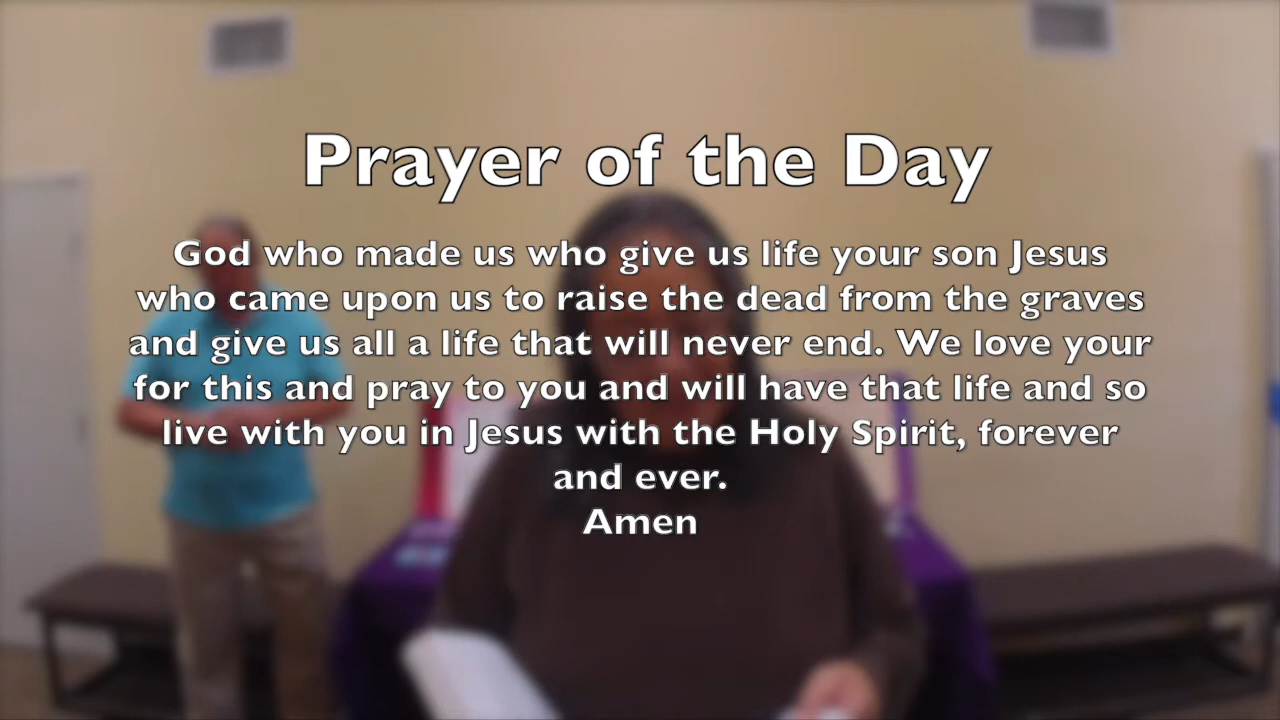 Prayer of the Day
God who made us who give us life your son Jesus
who came upon us to raise the dead from the graves
and give us all a life that will never end. We love your
for this and pray to you and will have that life and so
live with you in Jesus with the Holy Spirit, forever
and ever.
Amen